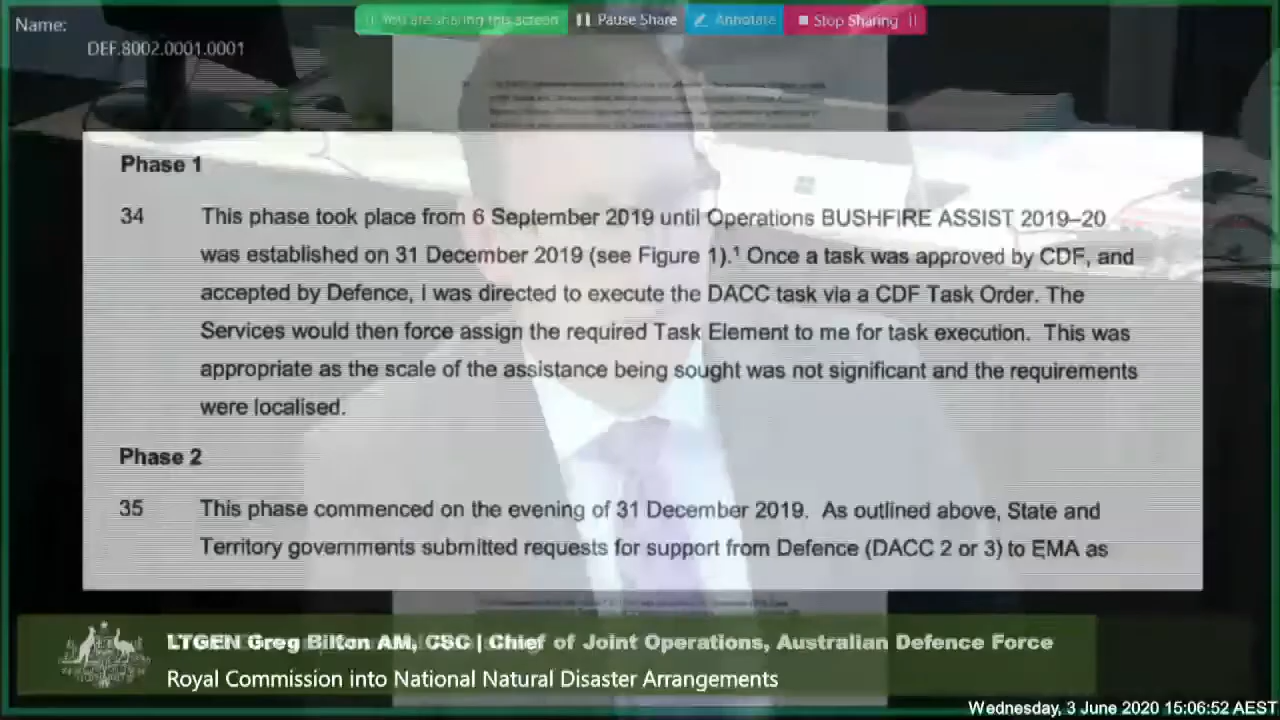 Name:
DEF.8002.0001.0001
You are sharing this screen
Pause Share
Annotate
Stop Sharing
Phase 1
34 This phase took place from 6 September 2019 until Operations BUSHFIRE ASSIST 2019–20
was established on 31 December 2019 (see Figure 1).¹ Once a task was approved by CDF, and
accepted by Defence, I was directed to execute the DACC task via a CDF Task Order. The
Services would then force assign the required Task Element to me for task execution. This was
appropriate as the scale of the assistance being sought was not significant and the requirements
were localised.
Phase 2
35 This phase commenced on the evening of 31 December 2019. As outlined above, State and
Territory governments submitted requests for support from Defence (DACC 2 or 3) to EMA as
LTGEN Greg Bilton AM, CSC | Chief of Joint Operations, Australian Defence Force
Royal Commission into National Natural Disaster Arrangements
Wednesday, 3 June 2020 15:06:52 AEST